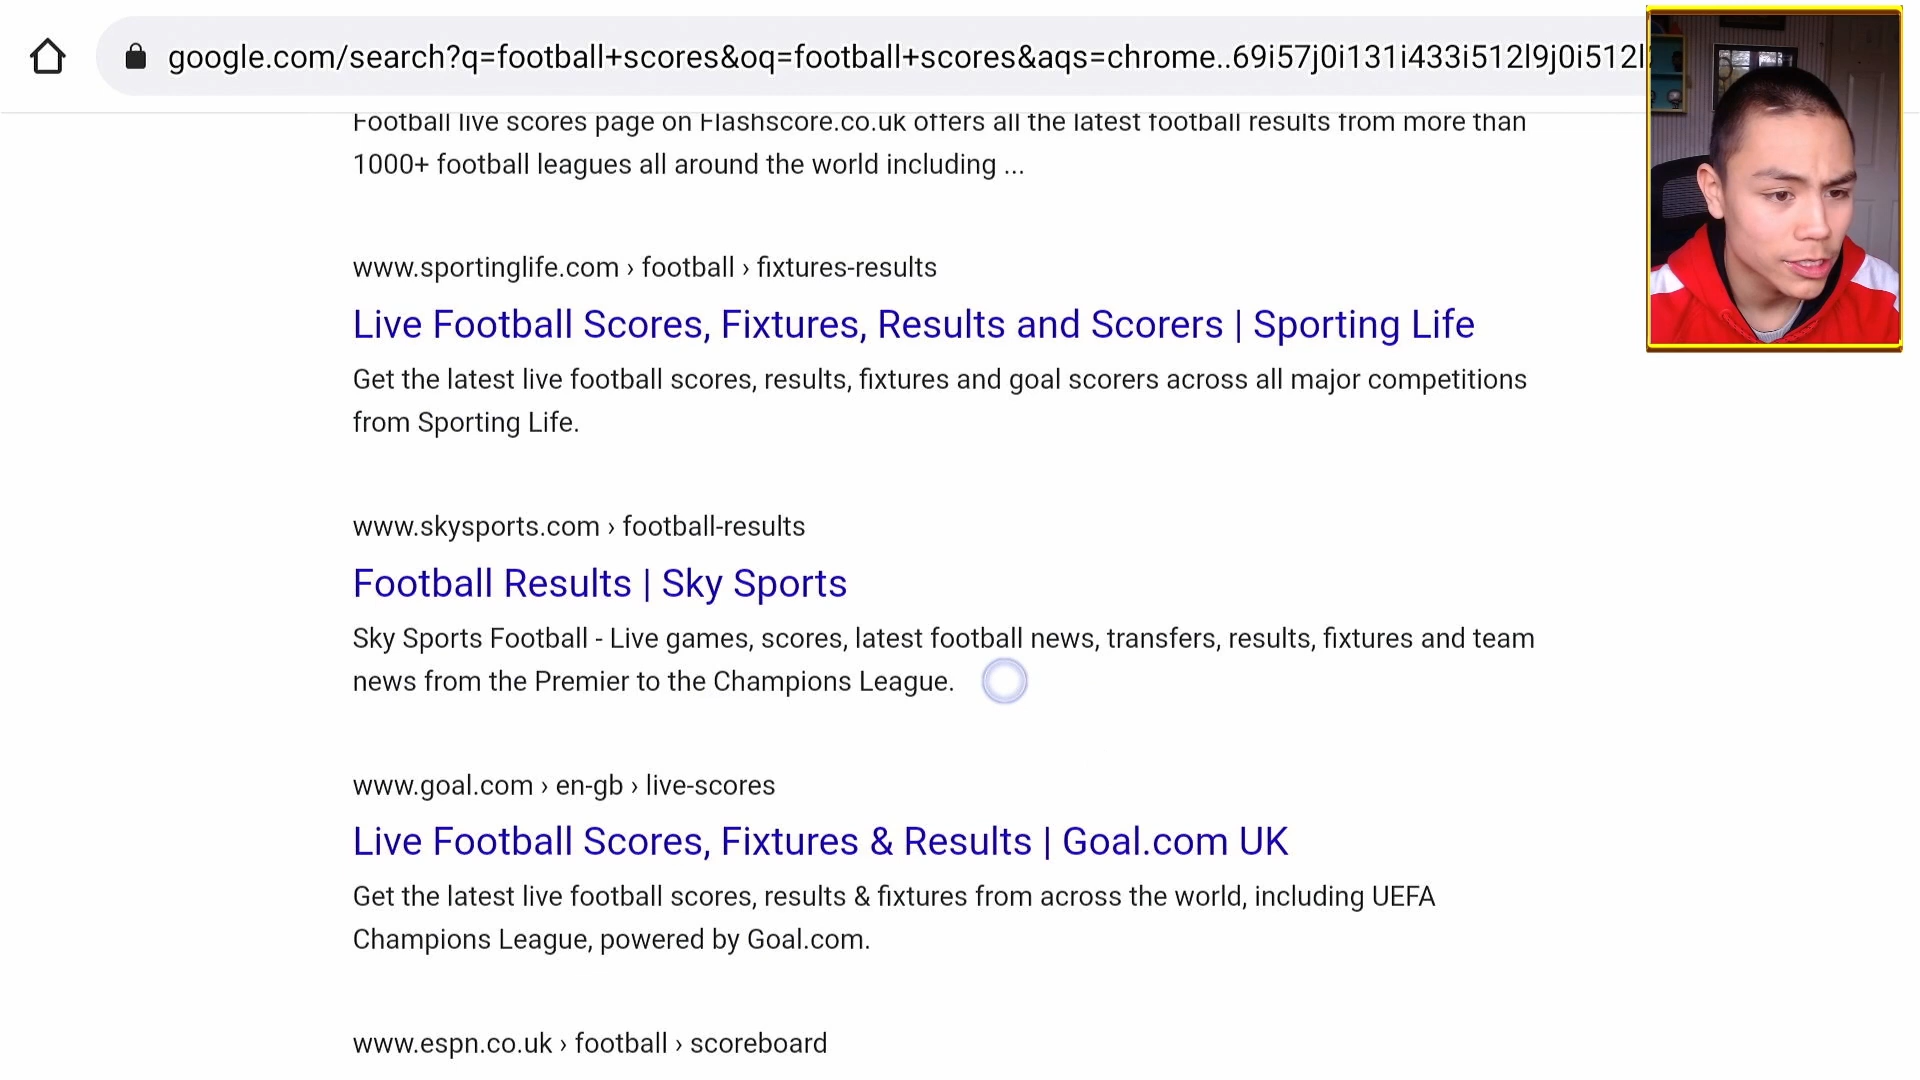 google.com/search?q=football+scores&oq=football+scores&aqs=chrome..69i57j0i131i433i512l9j0i512l
Football live scores page on Flashscore.co.uk offers all the latest football results from more than
1000+ football leagues all around the world including ...
www.sportinglife.com › football › fixtures-results
Live Football Scores, Fixtures, Results and Scorers | Sporting Life
Get the latest live football scores, results, fixtures and goal scorers across all major competitions
from Sporting Life.
www.skysports.com › football-results
Football Results | Sky Sports
Sky Sports Football - Live games, scores, latest football news, transfers, results, fixtures and team
news from the Premier to the Champions League.
www.goal.com › en-gb › live-scores
Live Football Scores, Fixtures & Results | Goal.com UK
Get the latest live football scores, results & fixtures from across the world, including UEFA
Champions League, powered by Goal.com.
www.espn.co.uk › football › scoreboard